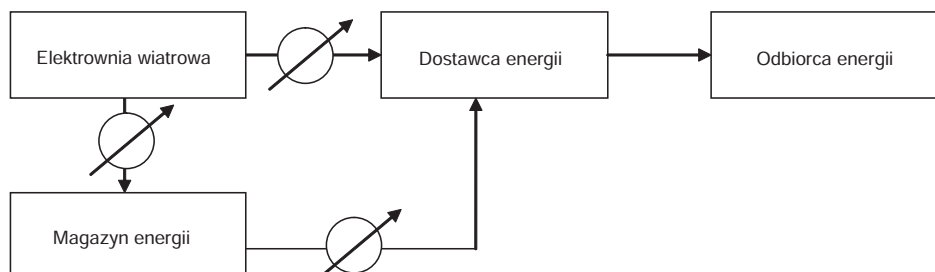 Elektrownia wiatrowa
Dostawca energii
Odbiorca energii
Magazyn energii